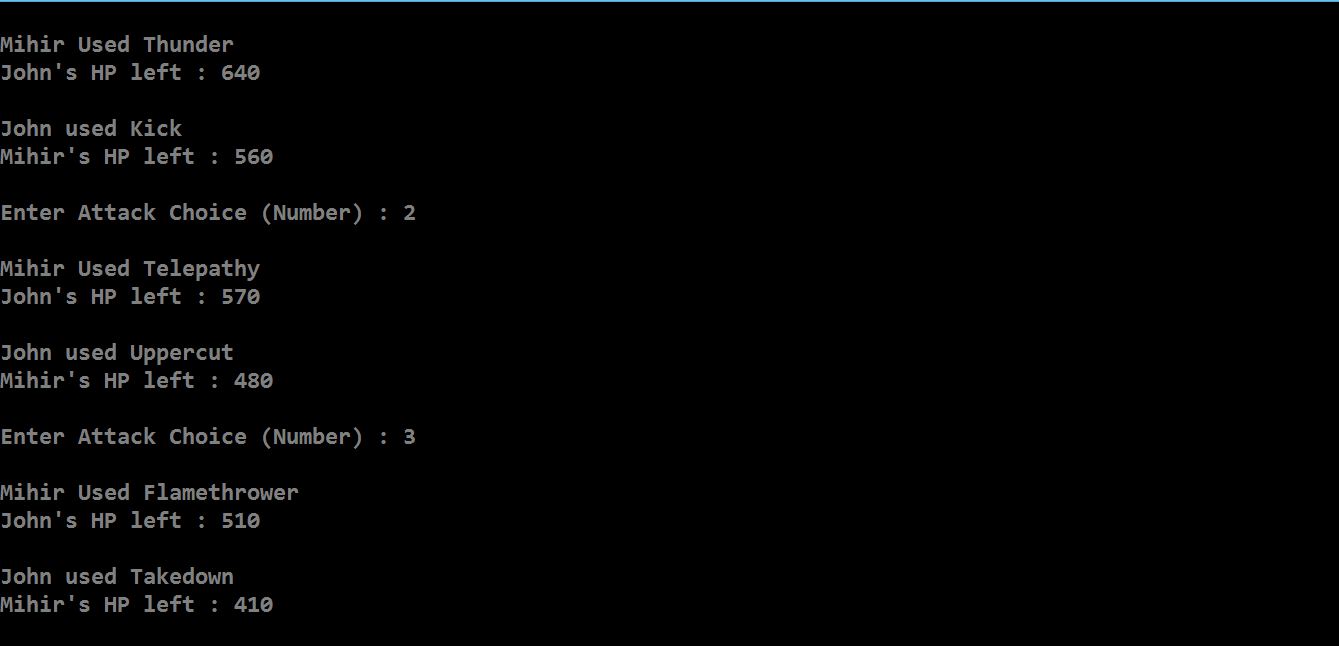 Mihir Used Thunder
John's HP left : 640
John used Kick
Mihir's HP left : 560
Enter Attack Choice (Number) : 2
Mihir Used Telepathy
John's HP left : 570
John used Uppercut
Mihir's HP left : 480
Enter Attack Choice (Number) : 3
Mihir Used Flamethrower
John's HP left : 510
John used Takedown
Mihir's HP left : 410